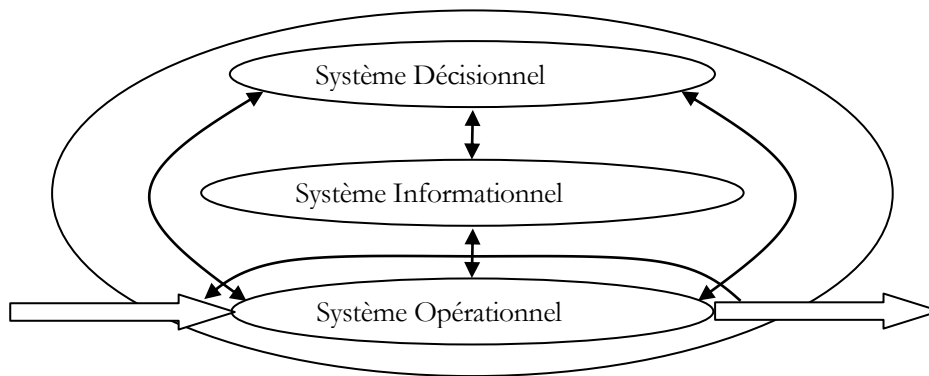 Système Décisionnel
Système Informationnel
Système Opérationnel